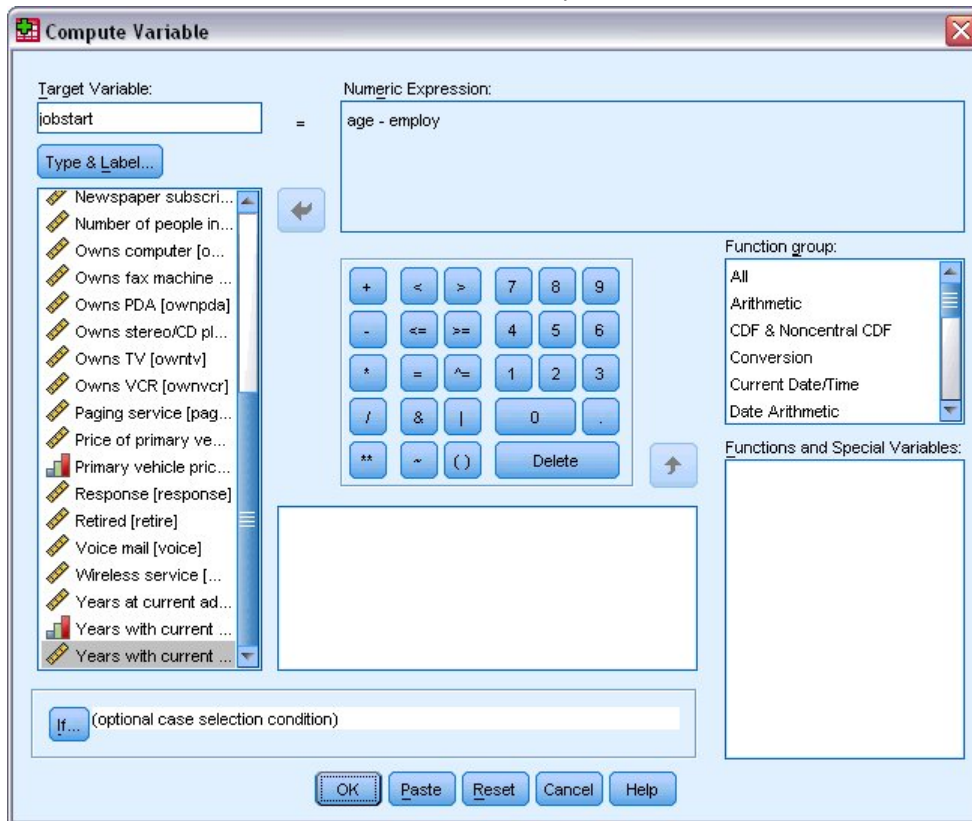 Compute Variable
Target Variable:
jobstart
=
Numeric Expression:
age - employ
Type & Label...
Newspaper subscri...
Number of people in...
Owns computer [o...
Owns fax machine ...
Owns PDA [ownpda]
Owns stereo/CD pl...
Owns TV [owntv]
Owns VCR [ownvcr]
Paging service [pag...
Price of primary ve...
Primary vehicle pric...
Response [response]
Retired [retire]
Voice mail [voice]
Wireless service [...
Years at current ad...
Years with current ...
Years with current ...
+ < > 7 8 9
- <= >= 4 5 6
* = ^= 1 2 3
/ & | 0 .
** ~ ( ) Delete
Function group:
All
Arithmetic
CDF & Noncentral CDF
Conversion
Current Date/Time
Date Arithmetic
Functions and Special Variables:
If... (optional case selection condition)
OK Paste Reset Cancel Help